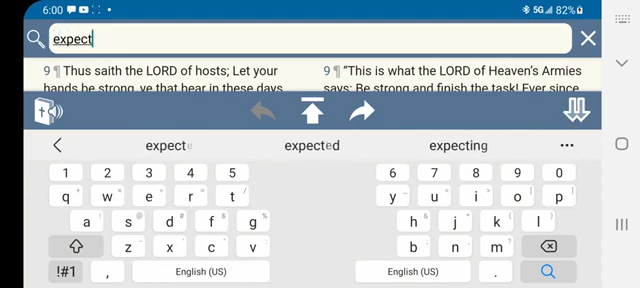 6:00 5G 82%
expect
9 ¶ Thus saith the LORD of hosts; Let your
hands be strong, ye that hear in these days
9 ¶ “This is what the LORD of Heaven’s Armies
says: Be strong and finish the task! Ever since
expecte expected expecting
1 2 3 4 5 6 7 8 9 0
q w e r t y u i o p
a s d f g h j k l
z x c v b n m ?
!#1 , English (US) English (US) .